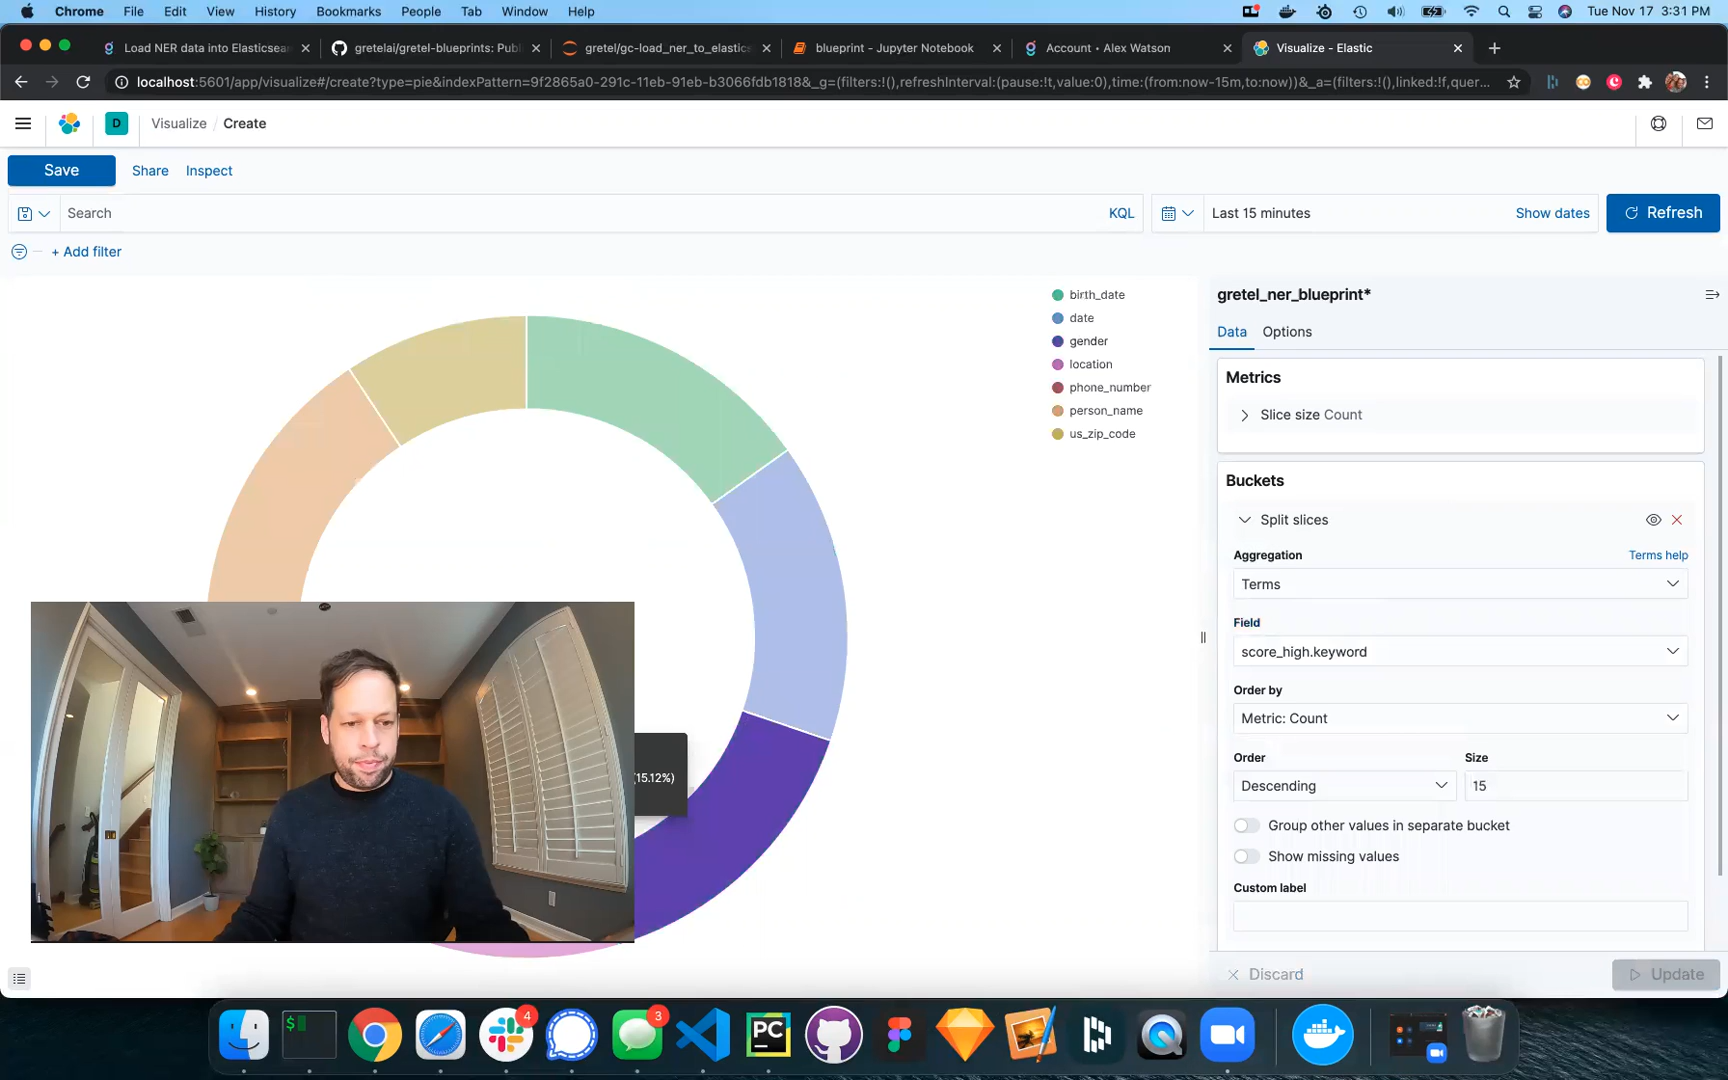 Chrome File Edit View History Bookmarks People Tab Window Help
Tue Nov 17 3:31 PM
Load NER data into Elasticsear
gretelai/gretel-blueprints: Publ
gretel/gc-load_ner_to_elastics
blueprint - Jupyter Notebook
Account • Alex Watson
Visualize - Elastic
localhost:5601/app/visualize#/create?type=pie&indexPattern=9f2865a0-291c-11eb-91eb-b3066fdb1818&_g=(filters:!(),refreshInterval:(pause:!t,value:0),time:(from:now-15m,to:now))&_a=(filters:!(),linked:!f,quer...
D
Visualize / Create
Save Share Inspect
Search
KQL
Last 15 minutes
Show dates
Refresh
+ Add filter
birth_date
date
gender
location
phone_number
person_name
us_zip_code
(15.12%)
gretel_ner_blueprint*
Data Options
Metrics
Slice size Count
Buckets
Split slices
Aggregation
Terms help
Terms
Field
score_high.keyword
Order by
Metric: Count
Order
Size
Descending
15
Group other values in separate bucket
Show missing values
Custom label
Discard
Update
$
4
3
PC